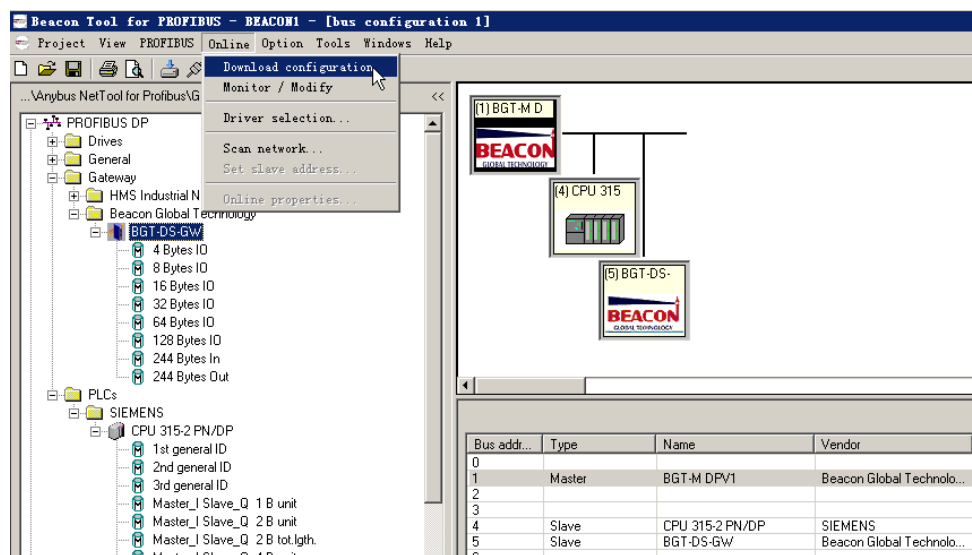 Beacon Tool for PROFIBUS - BEACON1 - [bus configuration 1]
Project View PROFIBUS Online Option Tools Windows Help
Download configuration
Monitor / Modify
Driver selection...
Scan network...
Set slave address...
Online properties...
...\Anybus NetTool for Profibus\G
<<
PROFIBUS DP
Drives
General
Gateway
HMS Industrial N
Beacon Global Technology
BGT-DS-GW
4 Bytes IO
8 Bytes IO
16 Bytes IO
32 Bytes IO
64 Bytes IO
128 Bytes IO
244 Bytes In
244 Bytes Out
PLCs
SIEMENS
CPU 315-2 PN/DP
1st general ID
2nd general ID
3rd general ID
Master_I Slave_Q 1 B unit
Master_I Slave_Q 2 B unit
Master_I Slave_Q 2 B tot.lgth.
(1) BGT-M D
BEACON
GLOBAL TECHNOLOGY
(4) CPU 315
(5) BGT-DS-
BEACON
GLOBAL TECHNOLOGY
Bus addr... Type Name Vendor
0
1 Master BGT-M DPV1 Beacon Global Technolo...
2
3
4 Slave CPU 315-2 PN/DP SIEMENS
5 Slave BGT-DS-GW Beacon Global Technolo...